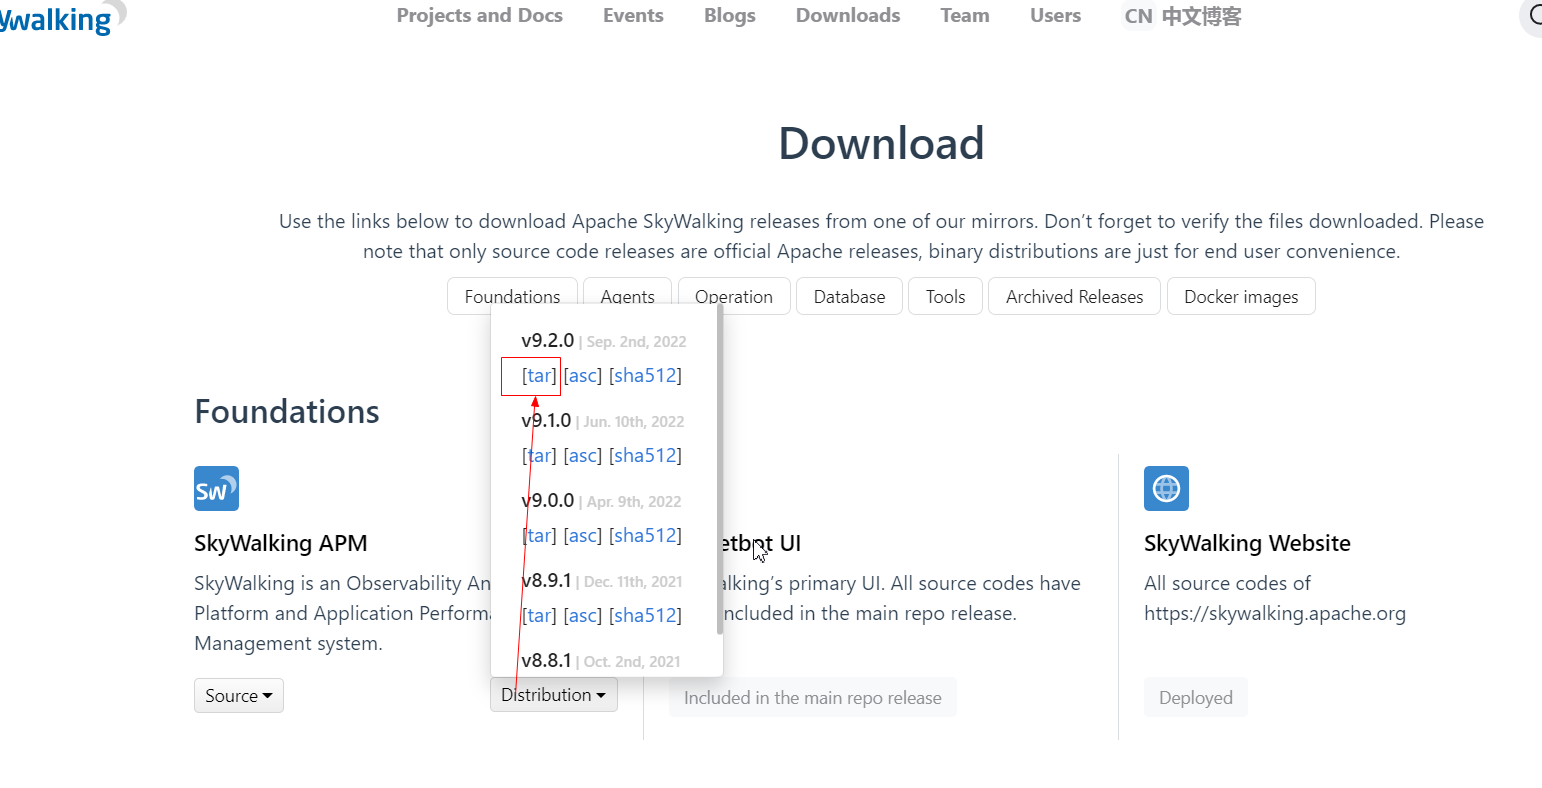 walking
Projects and Docs
Events
Blogs
Downloads
Team
Users
CN 中文博客
Download
Use the links below to download Apache SkyWalking releases from one of our mirrors. Don’t forget to verify the files downloaded. Please
note that only source code releases are official Apache releases, binary distributions are just for end user convenience.
Foundations
Agents
Operation
Database
Tools
Archived Releases
Docker images
v9.2.0 | Sep. 2nd, 2022
[tar] [asc] [sha512]
v9.1.0 | Jun. 10th, 2022
[tar] [asc] [sha512]
v9.0.0 | Apr. 9th, 2022
[tar] [asc] [sha512]
v8.9.1 | Dec. 11th, 2021
[tar] [asc] [sha512]
v8.8.1 | Oct. 2nd, 2021
Foundations
SW
SkyWalking APM
SkyWalking is an Observability An
Platform and Application Performa
Management system.
Source
Distribution
etbot UI
alking’s primary UI. All source codes have
included in the main repo release.
Included in the main repo release
SkyWalking Website
All source codes of
https://skywalking.apache.org
Deployed